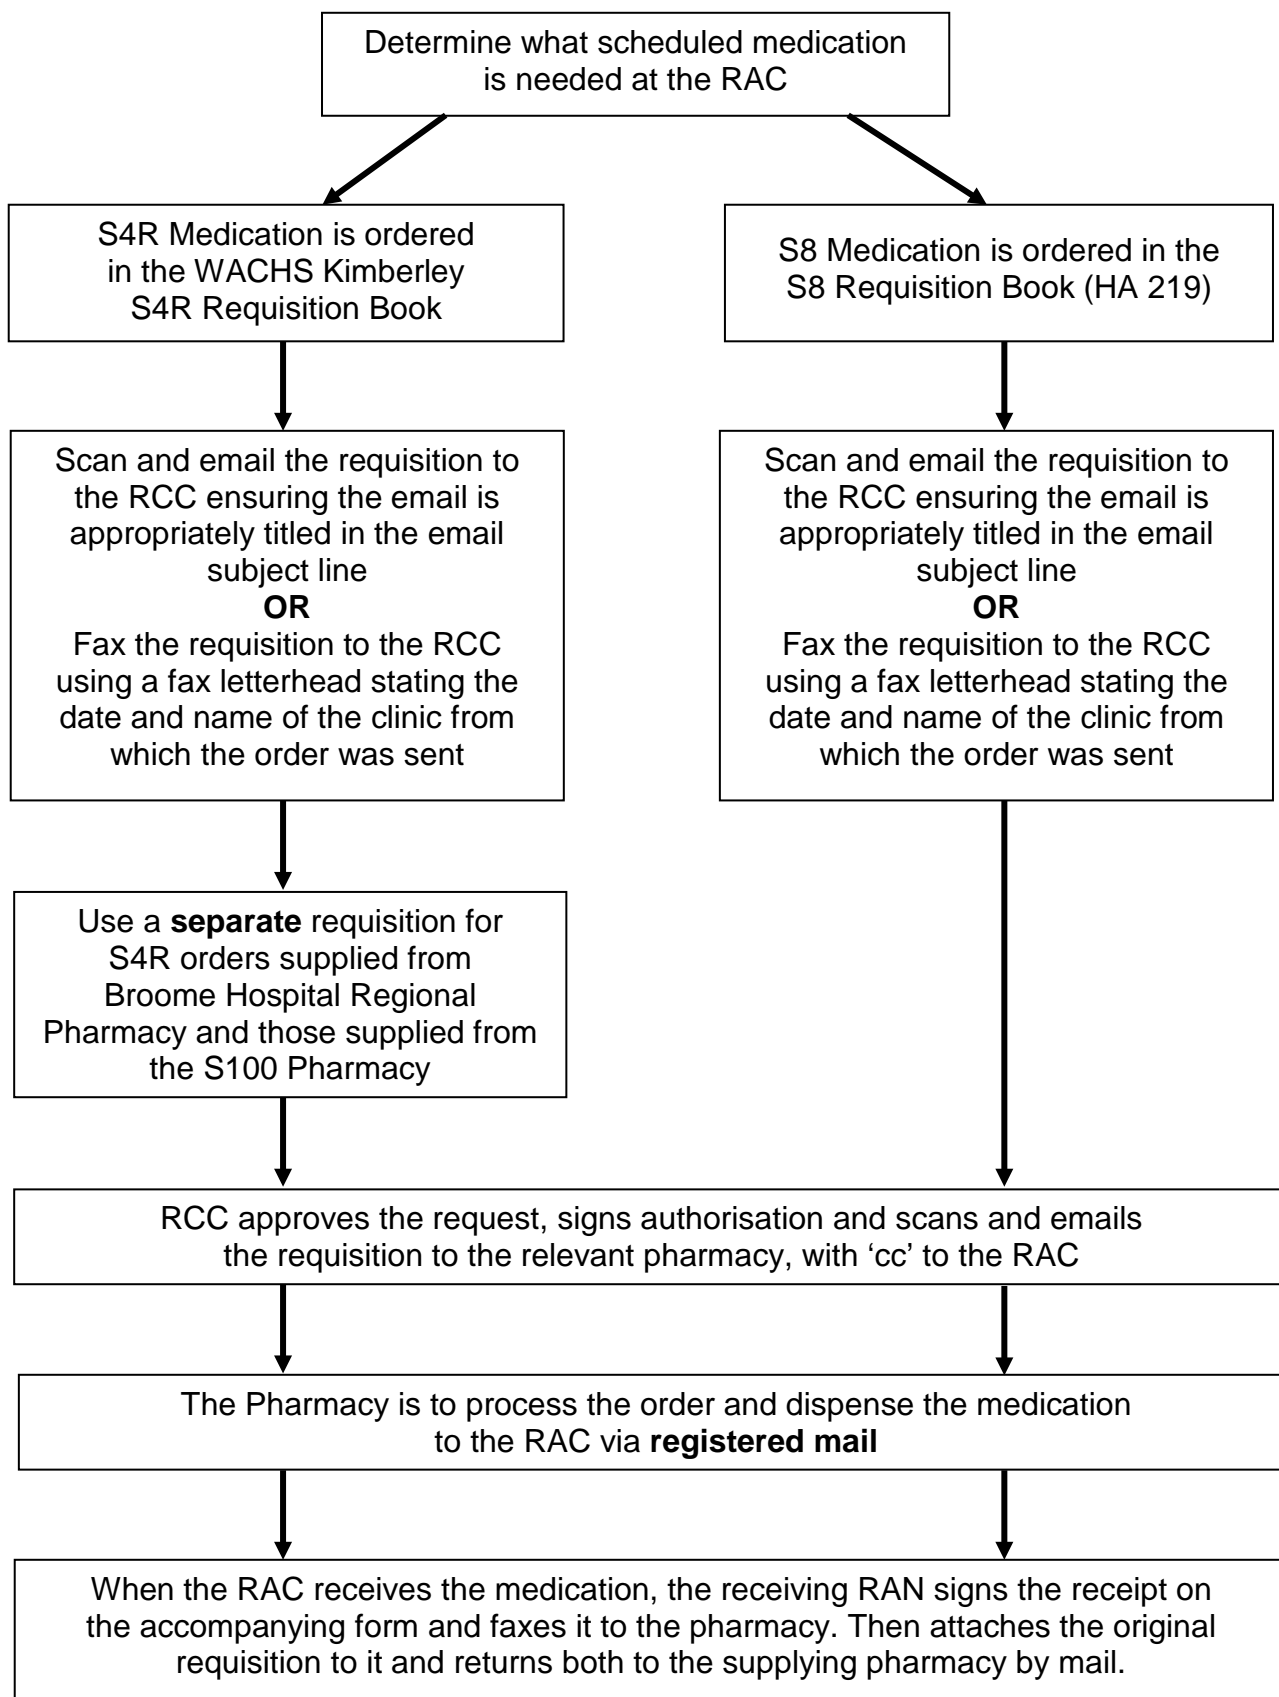 Determine what scheduled medication
is needed at the RAC
S4R Medication is ordered
in the WACHS Kimberley
S4R Requisition Book
S8 Medication is ordered in the
S8 Requisition Book (HA 219)
Scan and email the requisition to
the RCC ensuring the email is
appropriately titled in the email
subject line
OR
Fax the requisition to the RCC
using a fax letterhead stating the
date and name of the clinic from
which the order was sent
Scan and email the requisition to
the RCC ensuring the email is
appropriately titled in the email
subject line
OR
Fax the requisition to the RCC
using a fax letterhead stating the
date and name of the clinic from
which the order was sent
Use a separate requisition for
S4R orders supplied from
Broome Hospital Regional
Pharmacy and those supplied from
the S100 Pharmacy
RCC approves the request, signs authorisation and scans and emails
the requisition to the relevant pharmacy, with ‘cc’ to the RAC
The Pharmacy is to process the order and dispense the medication
to the RAC via registered mail
When the RAC receives the medication, the receiving RAN signs the receipt on
the accompanying form and faxes it to the pharmacy. Then attaches the original
requisition to it and returns both to the supplying pharmacy by mail.